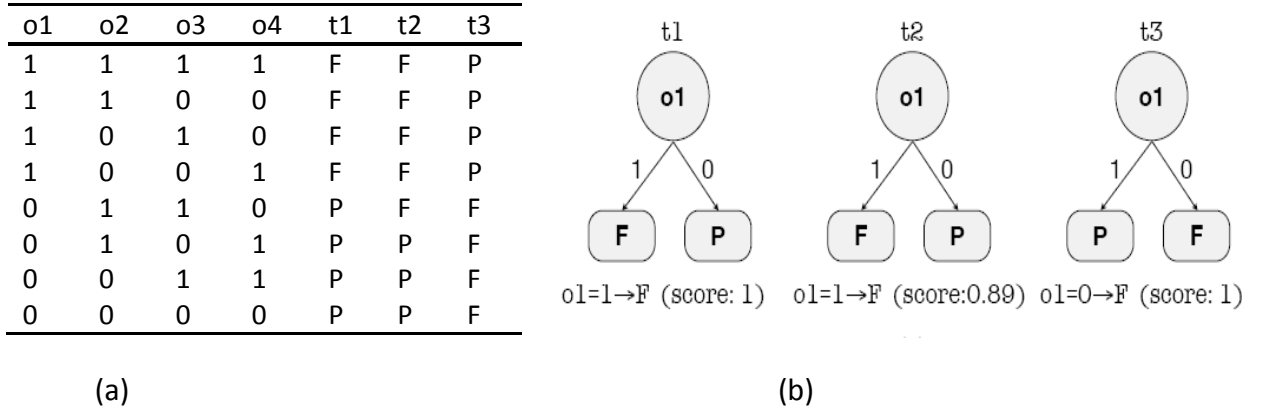 o1 o2 o3 o4 t1 t2 t3
1 1 1 1 F F P
1 1 0 0 F F P
1 0 1 0 F F P
1 0 0 1 F F P
0 1 1 0 P F F
0 1 0 1 P P F
0 0 1 1 P P F
0 0 0 0 P P F
(a)
t1 t2 t3
o1 o1 o1
1 0 1 0 1 0
F P F P P F
o1=1→F (score: 1) o1=1→F (score:0.89) o1=0→F (score: 1)
(b)